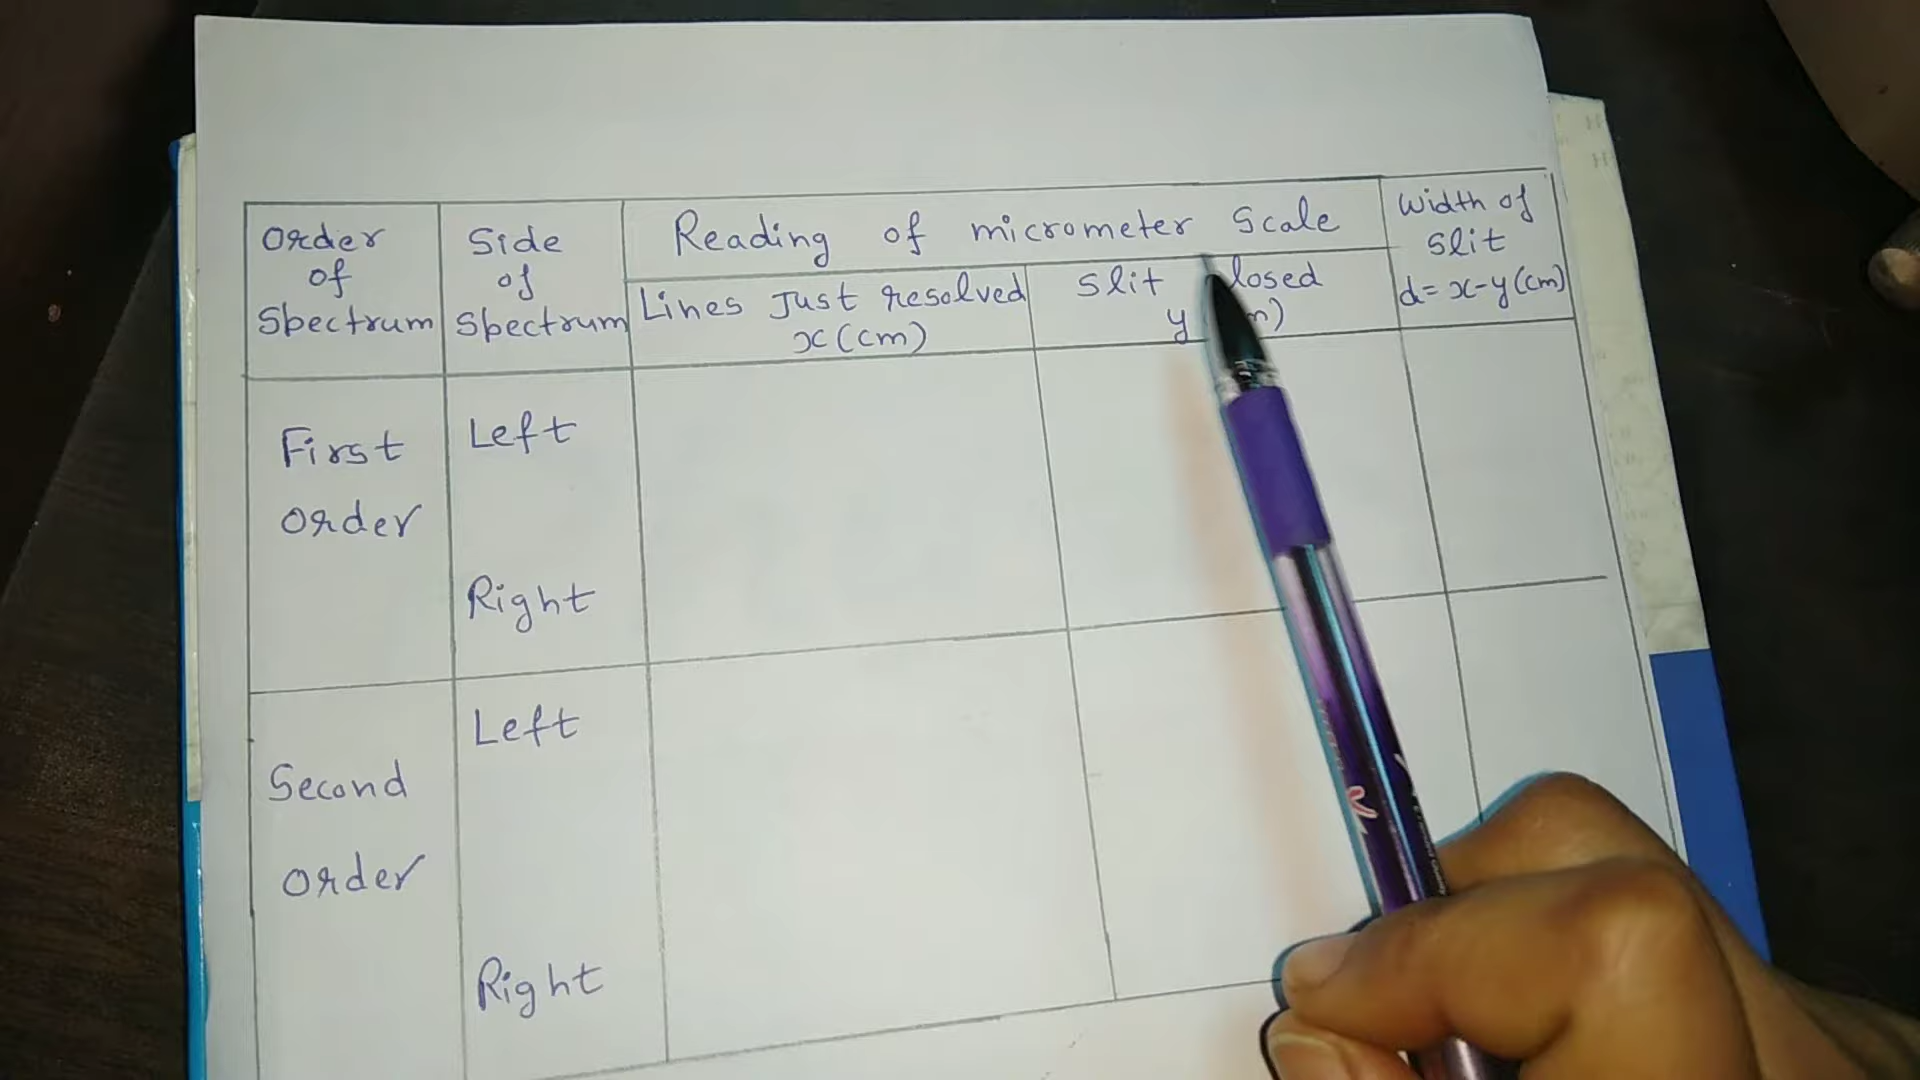 Order
of
Spectrum
Side
of
Spectrum
Reading of micrometer Scale
Lines Just resolved
x (cm)
Slit
y
Width of
Slit
d = x - y (cm)
First
Order
Left
Right
Second
Order
Left
Right